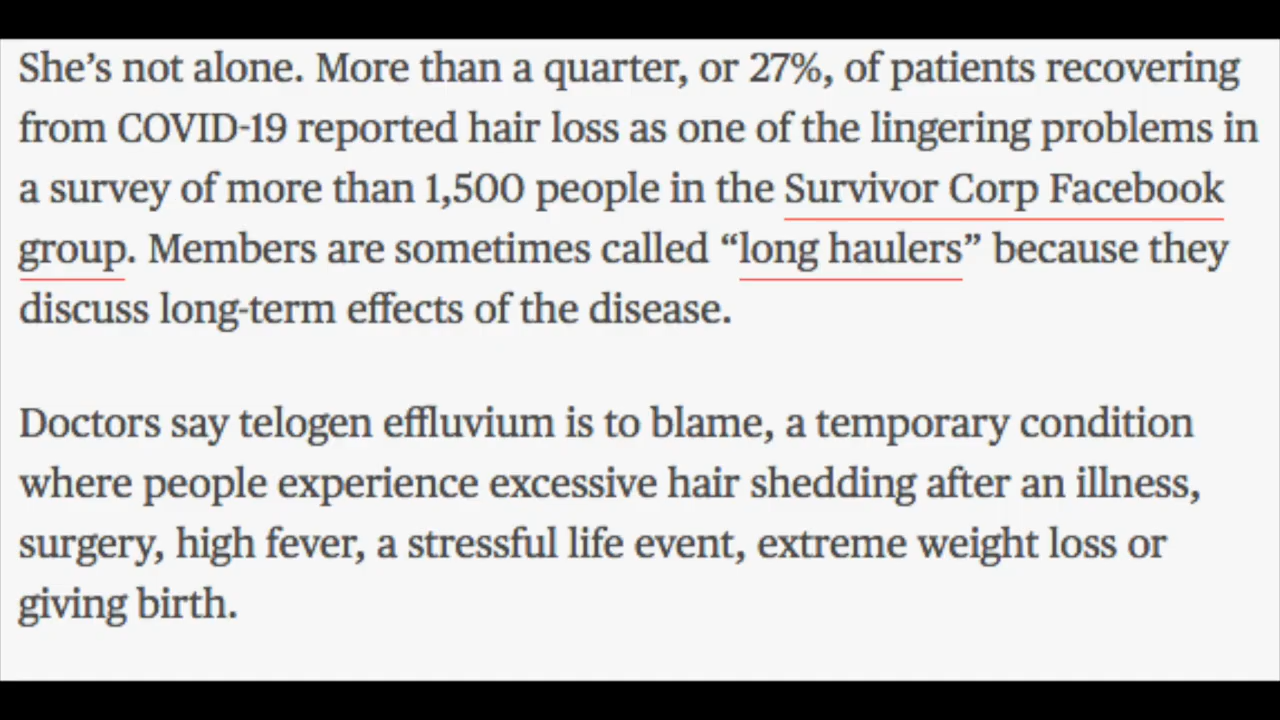 She’s not alone. More than a quarter, or 27%, of patients recovering
from COVID-19 reported hair loss as one of the lingering problems in
a survey of more than 1,500 people in the Survivor Corp Facebook
group. Members are sometimes called “long haulers” because they
discuss long-term effects of the disease.
Doctors say telogen effluvium is to blame, a temporary condition
where people experience excessive hair shedding after an illness,
surgery, high fever, a stressful life event, extreme weight loss or
giving birth.